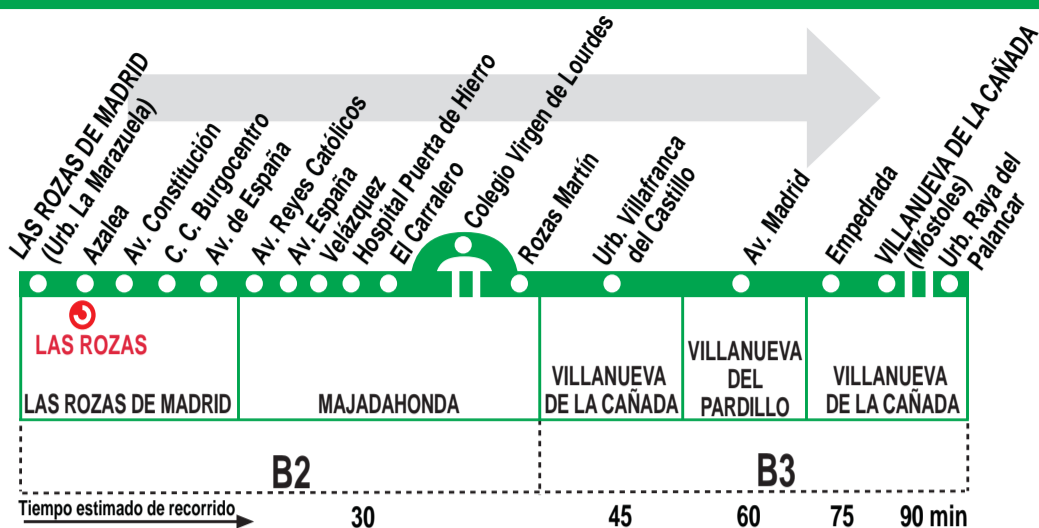 LAS ROZAS DE MADRID
(Urb. La Marazuela)
Azalea
Av. Constitución
C. C. Burgocentro
Av. de España
Av. Reyes Católicos
Av. España
Velázquez
Hospital Puerta de Hierro
El Carralero
Colegio Virgen de Lourdes
Rozas Martín
Urb. Villafranca
del Castillo
Av. Madrid
Empedrada
VILLANUEVA DE LA CAÑADA
(Móstoles)
Urb. Raya del
Palancar
LAS ROZAS
LAS ROZAS DE MADRID
MAJADAHONDA
VILLANUEVA
DE LA CAÑADA
VILLANUEVA
DEL
PARDILLO
VILLANUEVA
DE LA CAÑADA
B2
B3
Tiempo estimado de recorrido
30
45
60
75
90 min